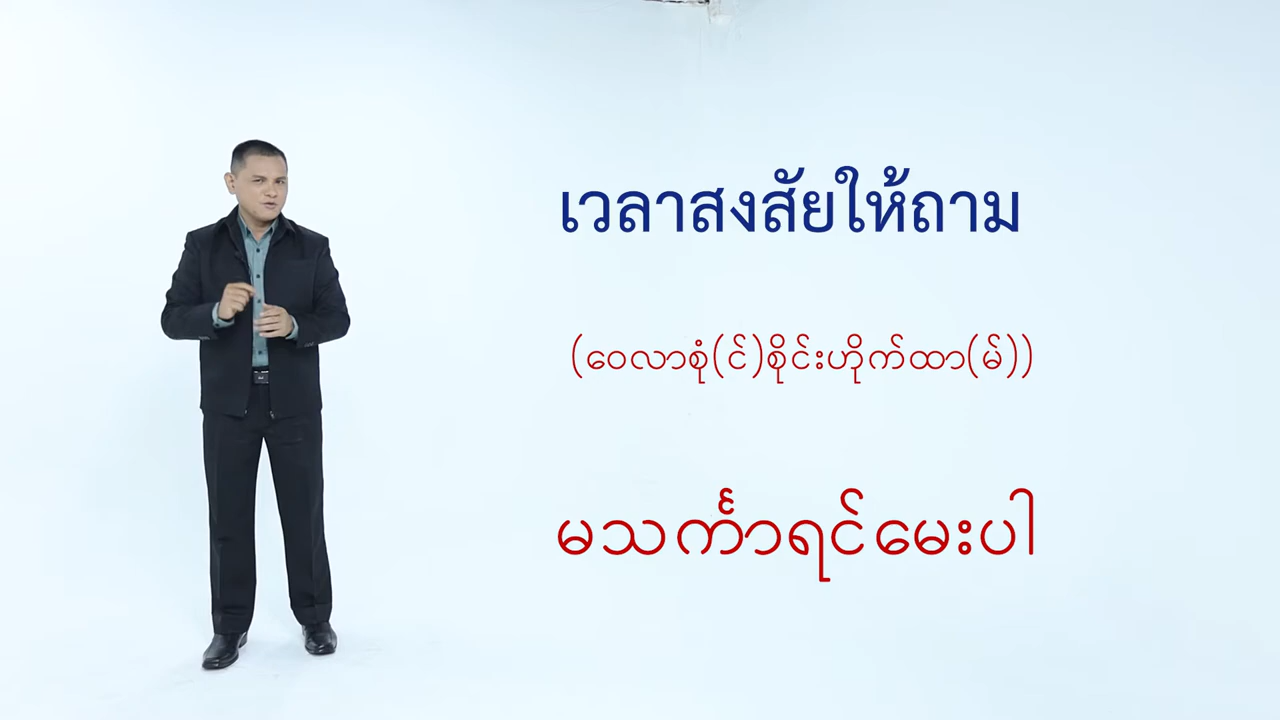 เวลาสงสัยให้ถาม
(ဝေလာစုံ(င်)စိုင်းဟိုက်ထာ(မ်))
မသင်္ကာရင်မေးပါ